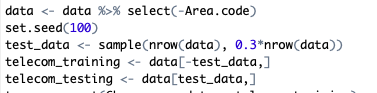 data <- data %>% select(-Area.code)
set.seed(100)
test_data <- sample(nrow(data), 0.3*nrow(data))
telecom_training <- data[-test_data,]
telecom_testing <- data[test_data,]